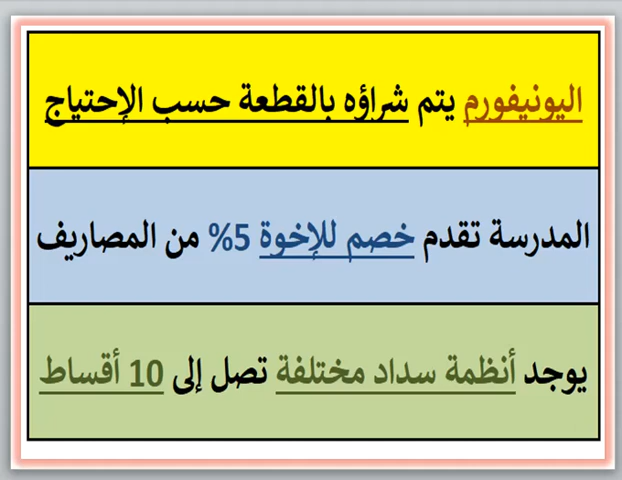 اليونيفورم يتم شراؤه بالقطعة حسب الإحتياج
المدرسة تقدم خصم للإخوة 5% من المصاريف
يوجد أنظمة سداد مختلفة تصل إلى 10 أقساط